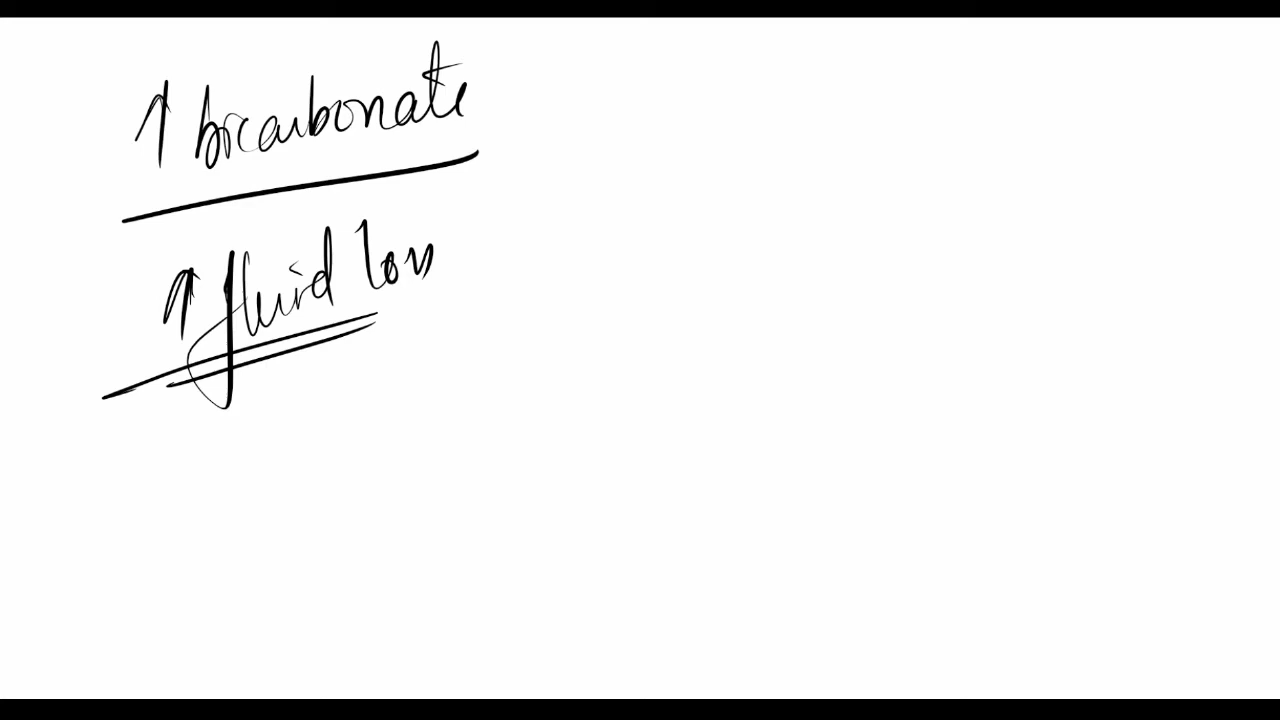 ↑ bicarbonate
↑ fluid loss